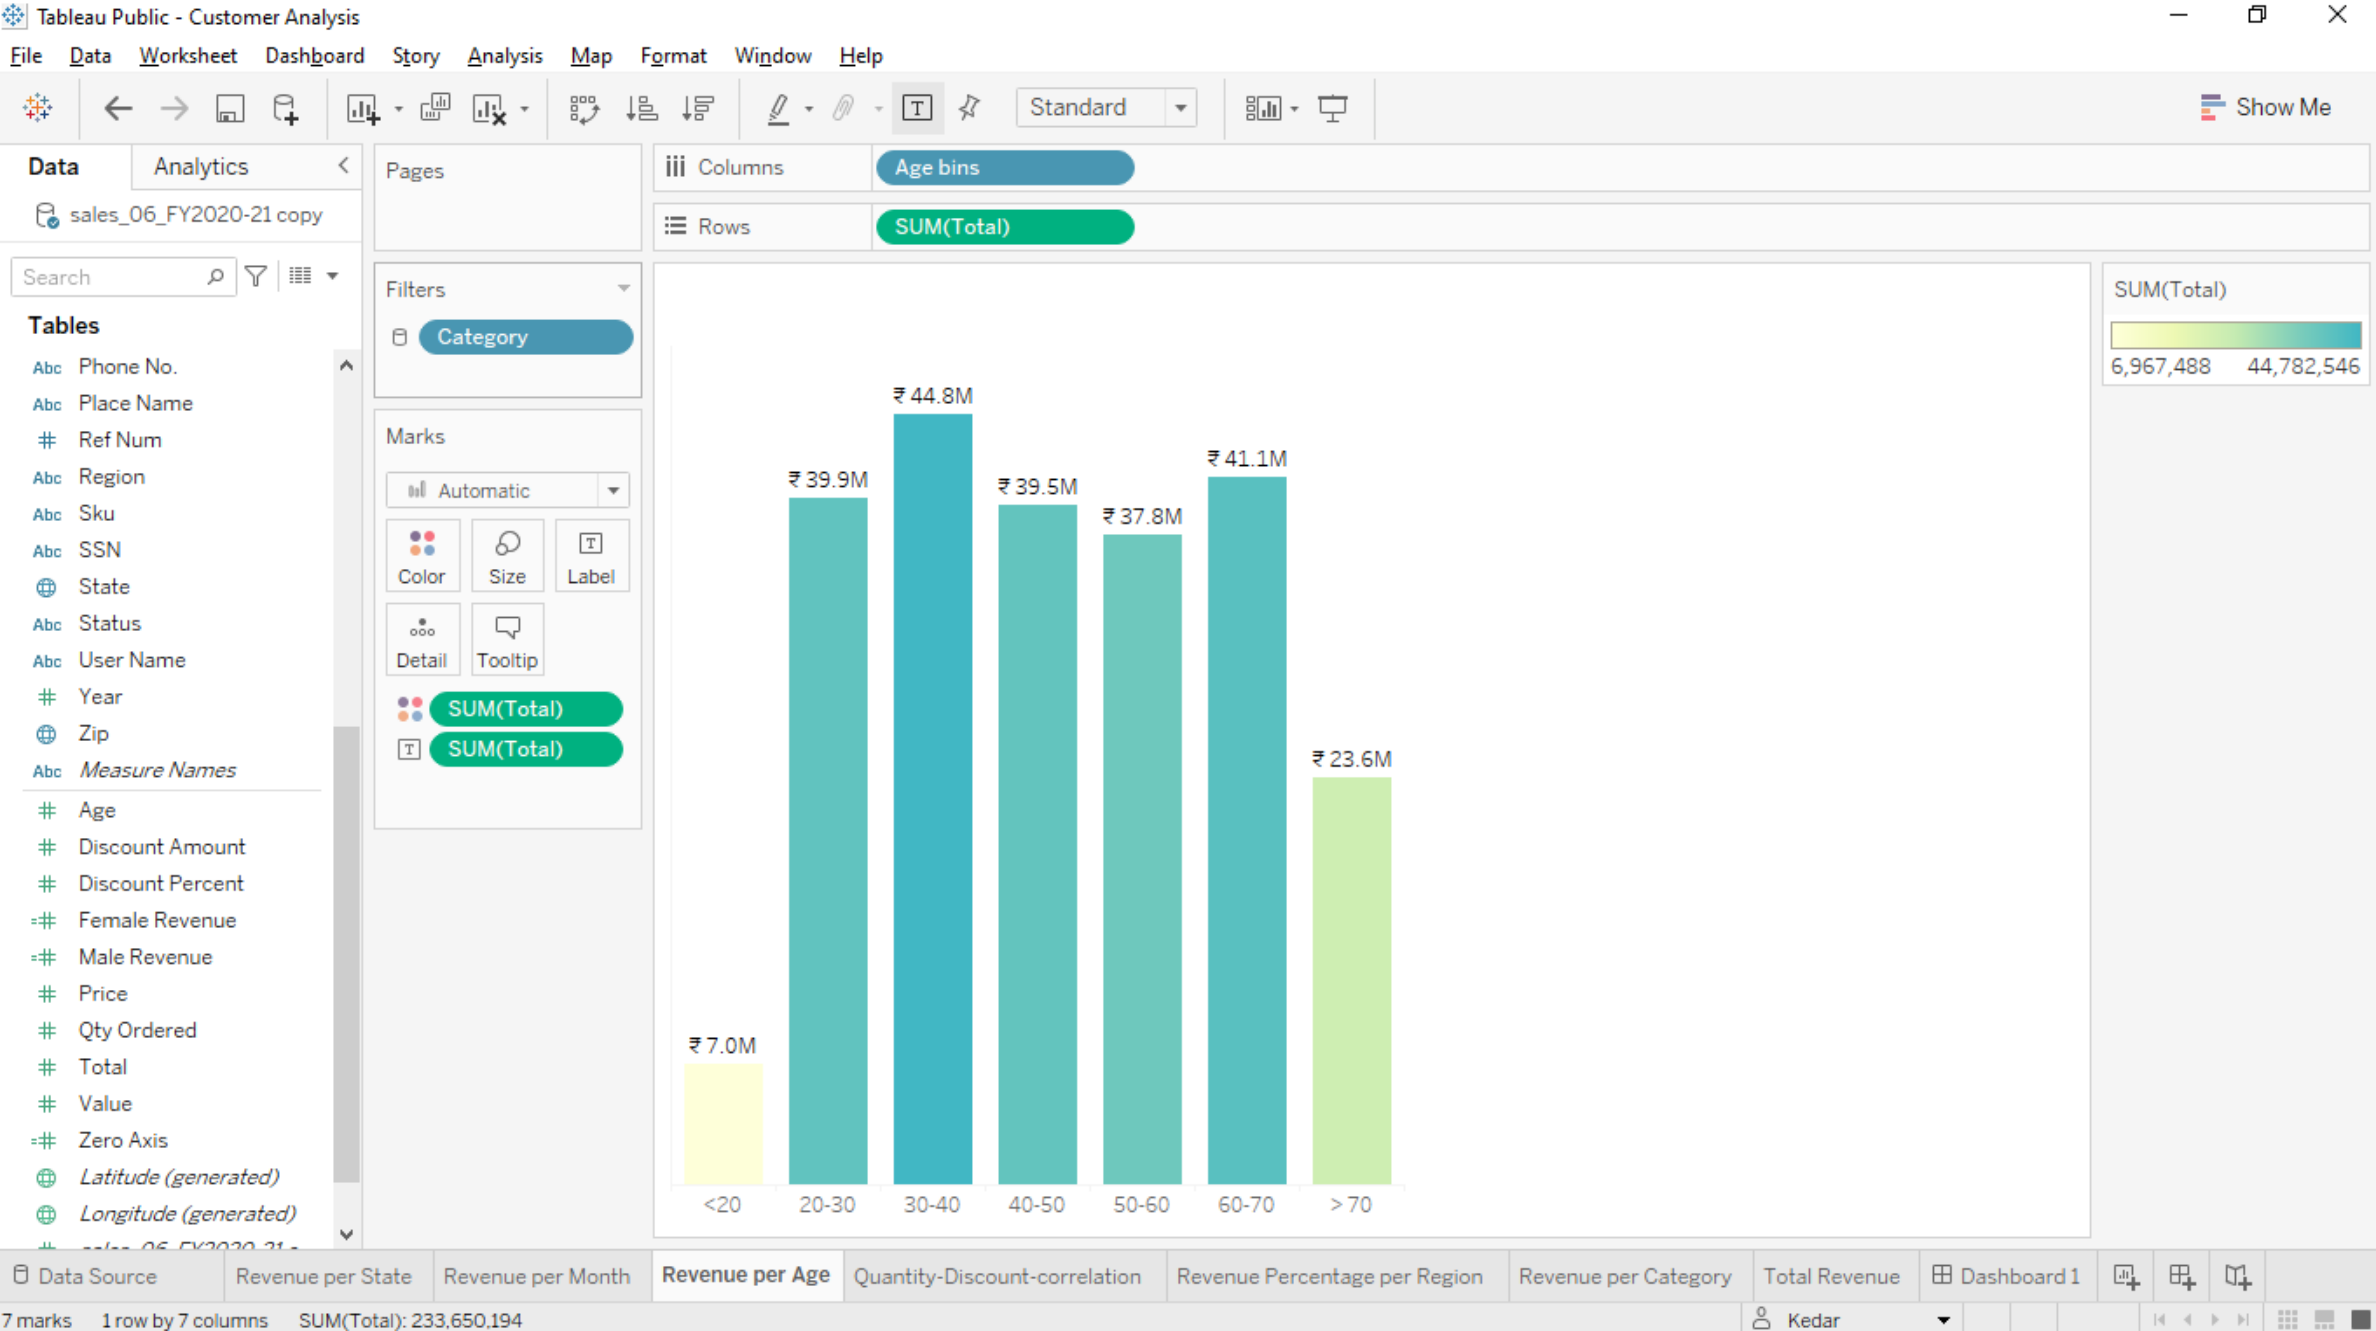 Tableau Public - Customer Analysis
File Data Worksheet Dashboard Story Analysis Map Format Window Help
Standard
Show Me
Data Analytics
sales_06_FY2020-21 copy
Search
Tables
Abc Phone No.
Abc Place Name
# Ref Num
Abc Region
Abc Sku
Abc SSN
State
Abc Status
Abc User Name
# Year
Zip
Abc Measure Names
# Age
# Discount Amount
# Discount Percent
=# Female Revenue
=# Male Revenue
# Price
# Qty Ordered
# Total
# Value
=# Zero Axis
Latitude (generated)
Longitude (generated)
Pages
Filters
Category
Marks
Automatic
Color Size T Label
Detail Tooltip
SUM(Total)
T SUM(Total)
Columns Age bins
Rows SUM(Total)
₹ 44.8M
₹ 41.1M
₹ 39.9M
₹ 39.5M
₹ 37.8M
₹ 23.6M
₹ 7.0M
<20 20-30 30-40 40-50 50-60 60-70 >70
SUM(Total)
6,967,488 44,782,546
Data Source Revenue per State Revenue per Month Revenue per Age Quantity-Discount-correlation Revenue Percentage per Region Revenue per Category Total Revenue Dashboard 1
7 marks 1 row by 7 columns SUM(Total): 233,650,194 Kedar